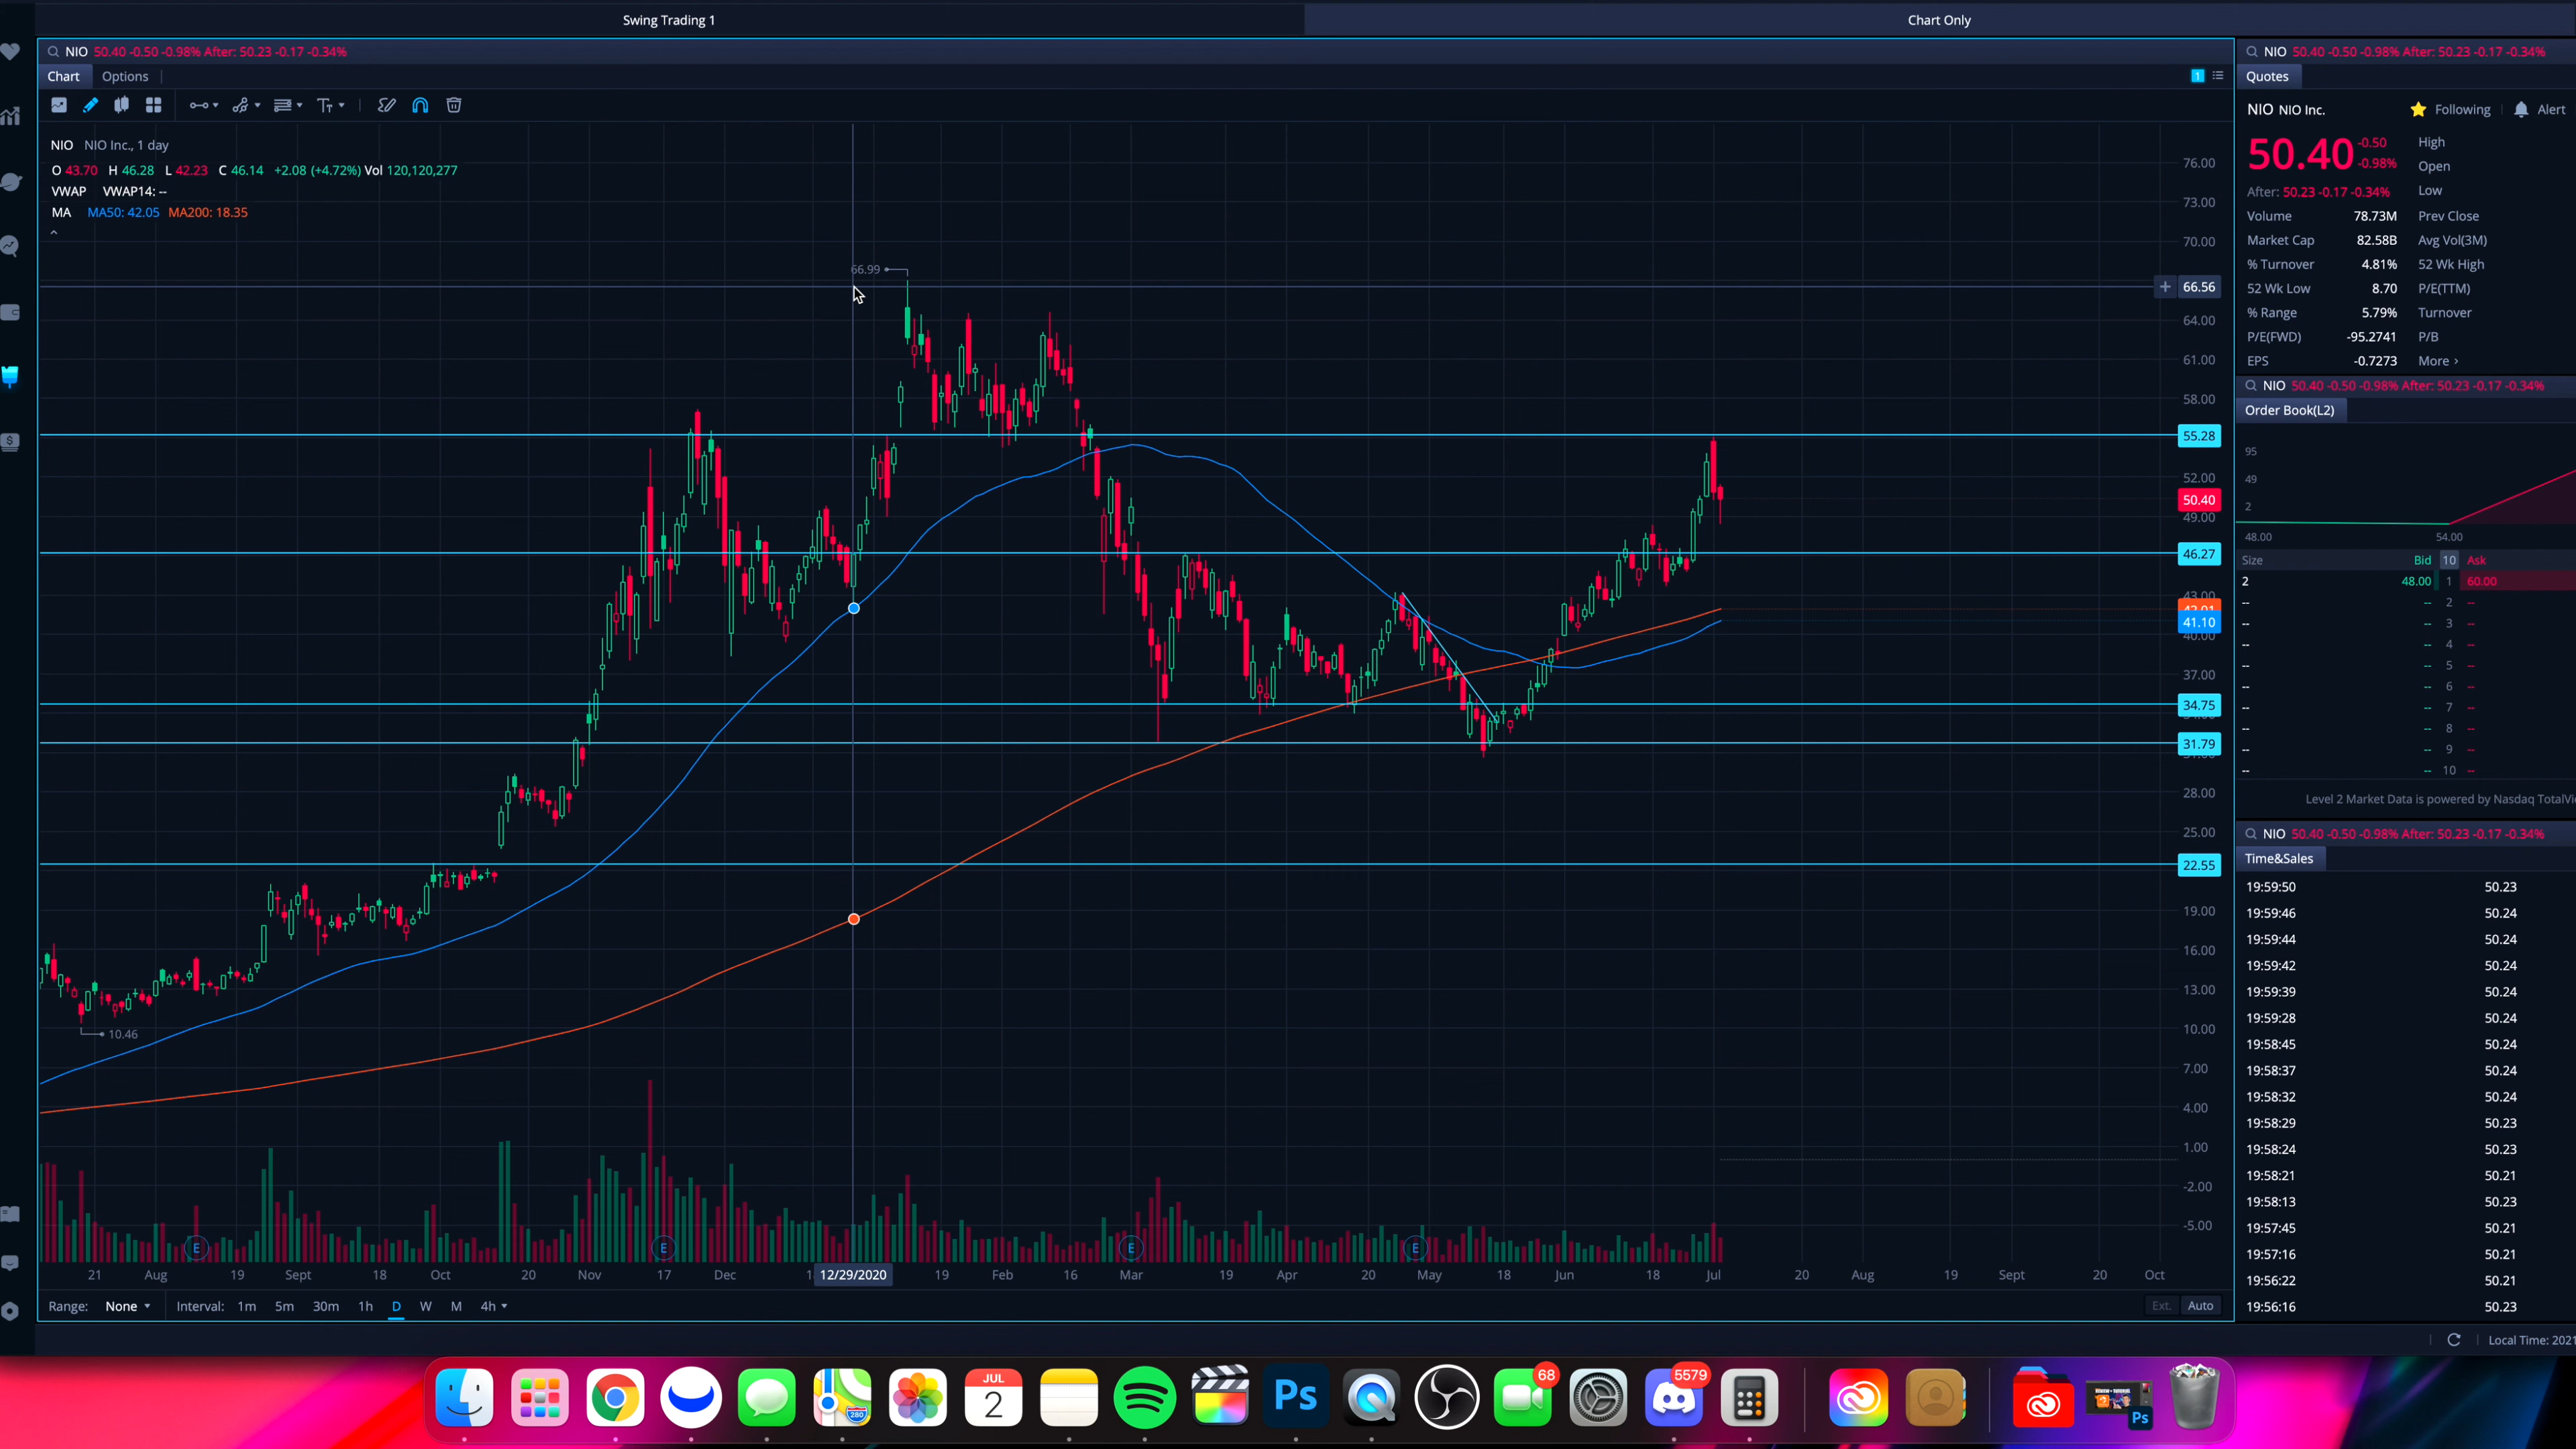 Swing Trading 1
Chart Only
NIO 50.40 -0.50 -0.98% After: 50.23 -0.17 -0.34%
Chart Options
1
NIO NIO Inc., 1 day
O 43.70 H 46.28 L 42.23 C 46.14 +2.08 (+4.72%) Vol 120,120,277
VWAP VWAP14: --
MA MA50: 42.05 MA200: 18.35
66.99
10.46
76.00
73.00
70.00
+ 66.56
64.00
61.00
58.00
55.28
52.00
50.40
49.00
46.27
43.00
42.01
41.10
40.00
37.00
34.75
31.79
28.00
25.00
22.55
19.00
16.00
13.00
10.00
7.00
4.00
1.00
-2.00
-5.00
E E E E
21 Aug 19 Sept 18 Oct 20 Nov 17 Dec 12/29/2020 19 Feb 16 Mar 19 Apr 20 May 18 Jun 18 Jul 20 Aug 19 Sept 20 Oct
Range: None Interval: 1m 5m 30m 1h D W M 4h
Ext. Auto
NIO 50.40 -0.50 -0.98% After: 50.23 -0.17 -0.34%
Quotes
NIO NIO Inc. Following Alert
50.40 -0.50 High
-0.98% Open
After: 50.23 -0.17 -0.34% Low
Volume 78.73M Prev Close
Market Cap 82.58B Avg Vol(3M)
% Turnover 4.81% 52 Wk High
52 Wk Low 8.70 P/E(TTM)
% Range 5.79% Turnover
P/E(FWD) -95.2741 P/B
EPS -0.7273 More ›
NIO 50.40 -0.50 -0.98% After: 50.23 -0.17 -0.34%
Order Book(L2)
95
49
2
48.00 54.00
Size Bid 10 Ask
2 48.00 1 60.00
-- -- 2 --
-- -- 3 --
-- -- 4 --
-- -- 5 --
-- -- 6 --
-- -- 7 --
-- -- 8 --
-- -- 9 --
-- -- 10 --
Level 2 Market Data is powered by Nasdaq TotalVi
NIO 50.40 -0.50 -0.98% After: 50.23 -0.17 -0.34%
Time&Sales
19:59:50 50.23
19:59:46 50.24
19:59:44 50.24
19:59:42 50.24
19:59:39 50.24
19:59:28 50.24
19:58:45 50.24
19:58:37 50.24
19:58:32 50.24
19:58:29 50.23
19:58:24 50.23
19:58:21 50.21
19:58:13 50.23
19:57:45 50.21
19:57:16 50.21
19:56:22 50.21
19:56:16 50.23
Local Time: 2021
280
JUL
2
Ps
68
5579
Ps